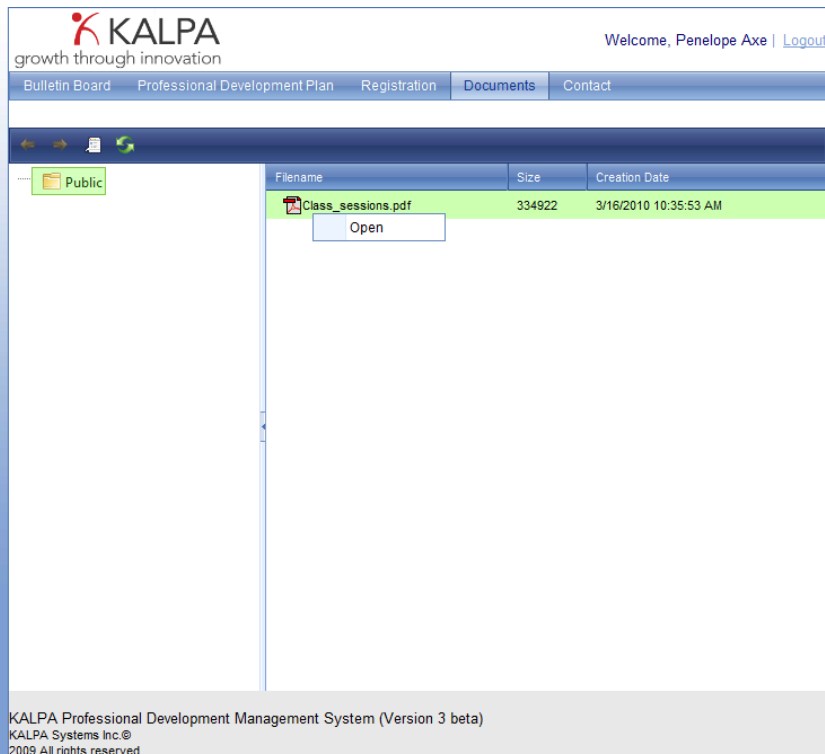 KALPA
growth through innovation
Welcome, Penelope Axe | Logout
Bulletin Board Professional Development Plan Registration Documents Contact
Public
Filename Size Creation Date
Class_sessions.pdf 334922 3/16/2010 10:35:53 AM
Open
KALPA Professional Development Management System (Version 3 beta)
KALPA Systems Inc.©
2009 All rights reserved